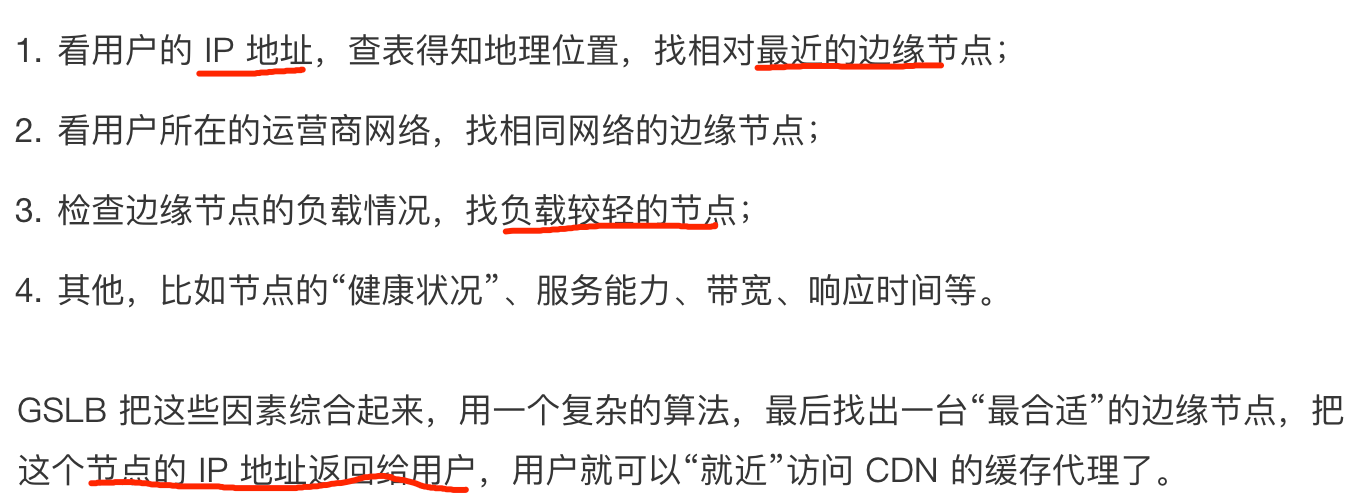 1. 看用户的 IP 地址，查表得知地理位置，找相对最近的边缘节点；
2. 看用户所在的运营商网络，找相同网络的边缘节点；
3. 检查边缘节点的负载情况，找负载较轻的节点；
4. 其他，比如节点的“健康状况”、服务能力、带宽、响应时间等。
GSLB 把这些因素综合起来，用一个复杂的算法，最后找出一台“最合适”的边缘节点，把
这个节点的 IP 地址返回给用户，用户就可以“就近”访问 CDN 的缓存代理了。